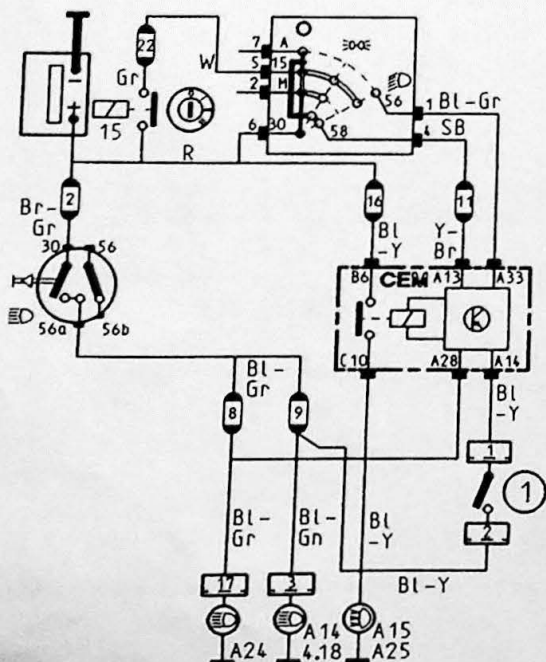 22
7 A
W
5 15
Gr
2 M
56
1 Bl-Gr
15
6 30
58
4 SB
R
2
16
11
Br-
Gr
Bl
-Y
Y-
Br
30 56
B6 CEM A13 A33
K
56a 56b
C10 A28 A14
Bl-
Gr
Bl
-Y
8
9
1
1
2
Bl-
Gr
Bl-
Gn
Bl
-Y
Bl-Y
17
3
A24
A14
4.18
A15
A25